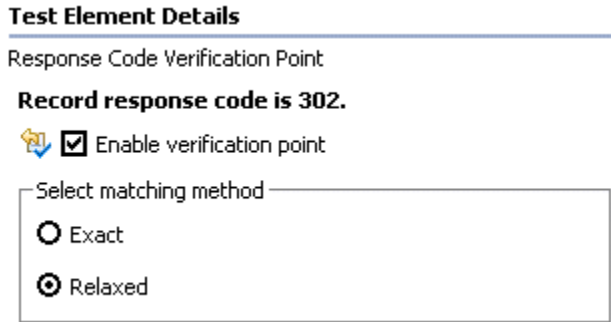 Test Element Details
Response Code Verification Point
Record response code is 302.
Enable verification point
Select matching method
Exact
Relaxed